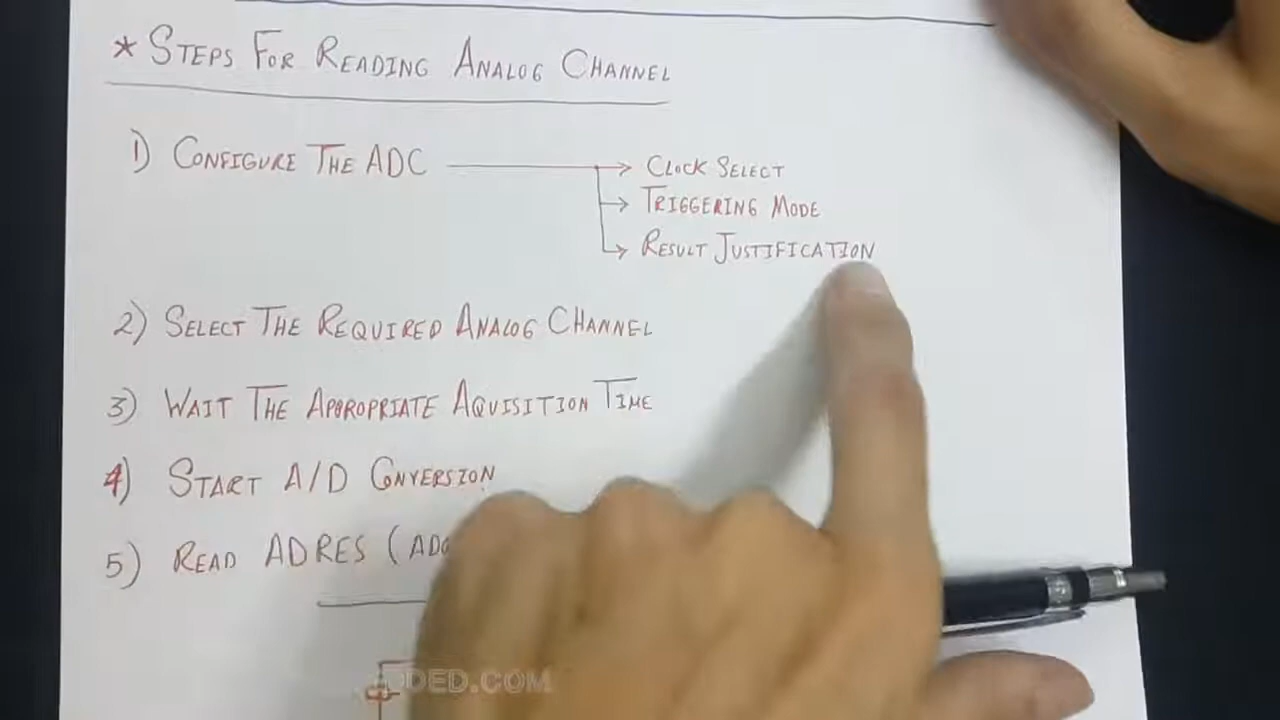 * STEPS FOR READING ANALOG CHANNEL
1) CONFIGURE THE ADC
CLOCK SELECT
TRIGGERING MODE
RESULT JUSTIFICATION
2) SELECT THE REQUIRED ANALOG CHANNEL
3) WAIT THE APPROPRIATE AQUISITION TIME
4) START A/D CONVERSION
5) READ ADRES (
DED.COM